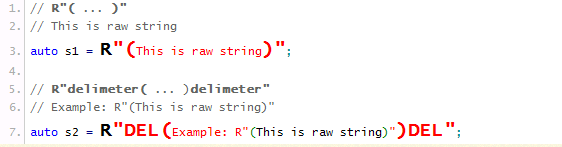 1. // R"( ... )"
2. // This is raw string
3. auto s1 = R"(This is raw string)";
4.
5. // R"delimeter( ... )delimeter"
6. // Example: R"(This is raw string)"
7. auto s2 = R"DEL(Example: R"(This is raw string)")DEL";